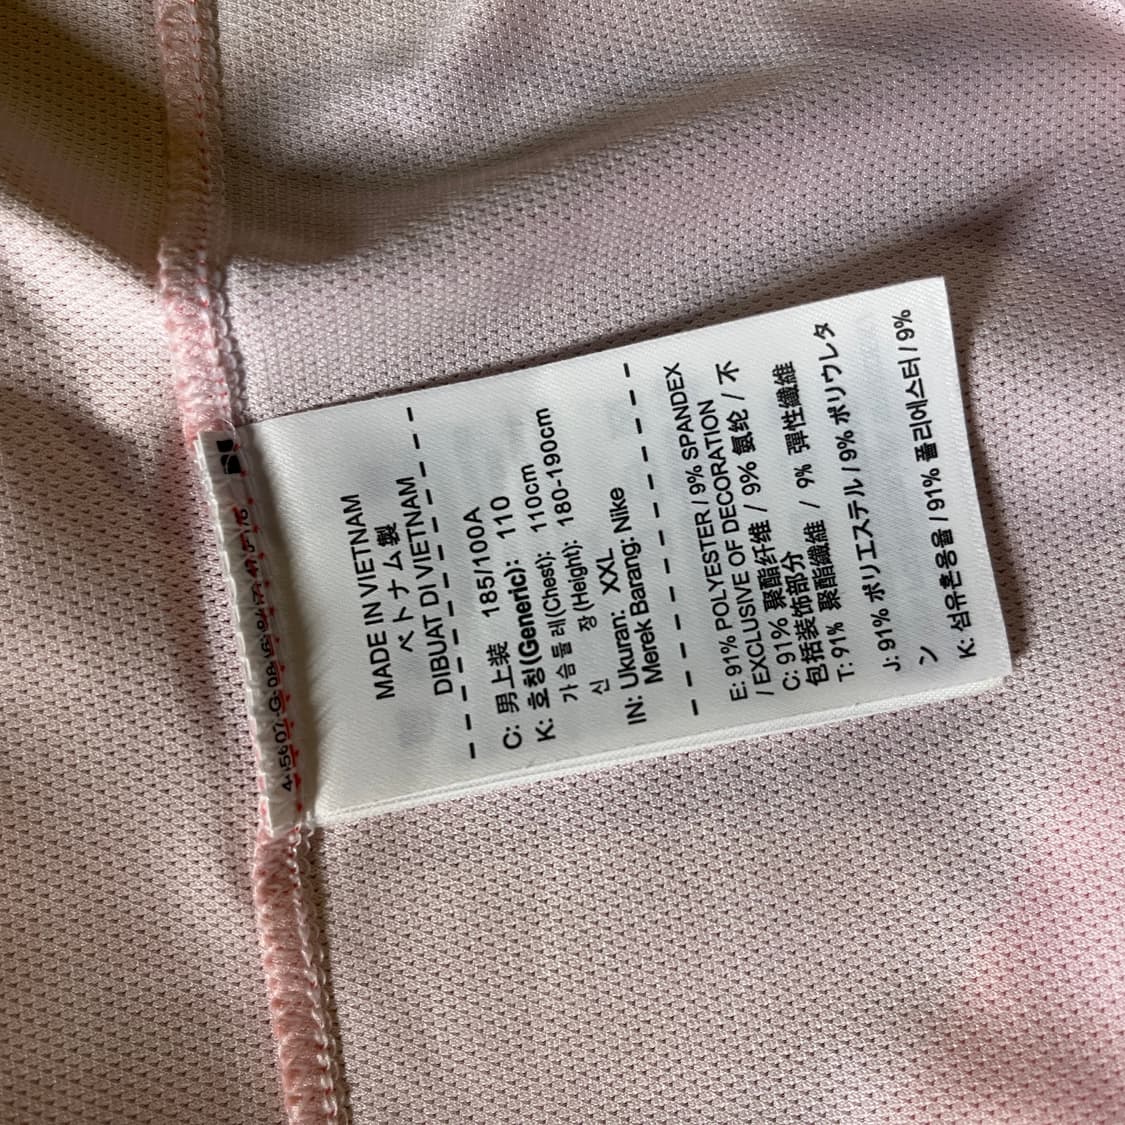 MADE IN VIETNAM
ベトナム製
DIBUAT DI VIETNAM
C: 男上装 185/100A
K: 호칭(Generic): 110
가슴둘레(Chest): 110cm
신장(Height): 180-190cm
IN: Ukuran: XXL
Merek Barang: Nike
E: 91% POLYESTER / 9% SPANDEX
/ EXCLUSIVE OF DECORATION
C: 91% 聚酯纤维 / 9% 氨纶 / 不
包括装饰部分
T: 91% 聚酯纖維 / 9% 彈性纖維
J: 91% ポリエステル / 9% ポリウレタ
ン
K: 섬유혼용율 / 91% 폴리에스터 / 9%